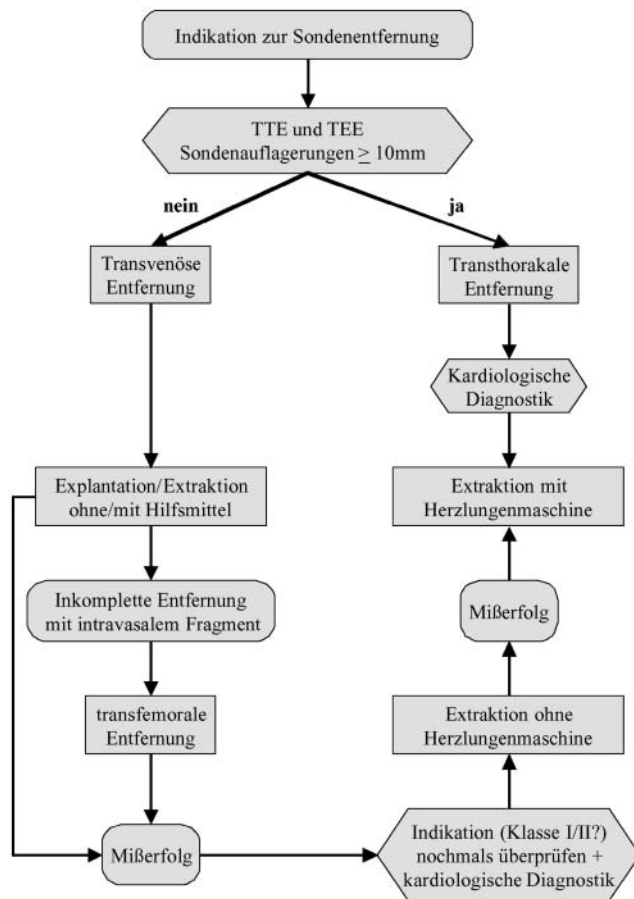 Indikation zur Sondenentfernung
TTE und TEE
Sondenauflagerungen ≥ 10mm
nein
ja
Transvenöse
Entfernung
Transthorakale
Entfernung
Kardiologische
Diagnostik
Explantation/Extraktion
ohne/mit Hilfsmittel
Extraktion mit
Herzlungenmaschine
Inkomplette Entfernung
mit intravasalem Fragment
Mißerfolg
transfemorale
Entfernung
Extraktion ohne
Herzlungenmaschine
Mißerfolg
Indikation (Klasse I/II?)
nochmals überprüfen +
kardiologische Diagnostik